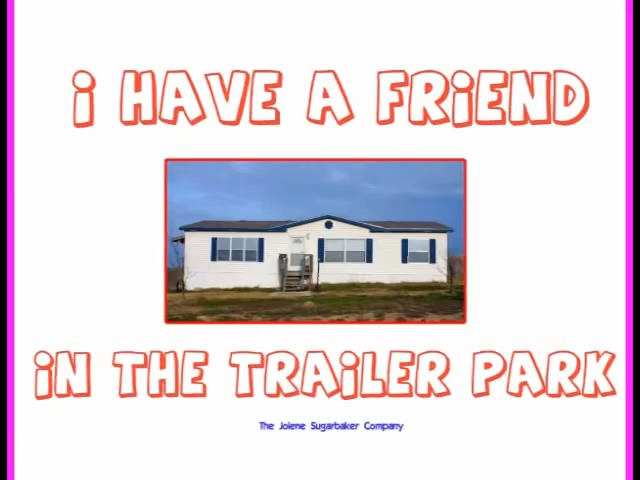 I HAVE A FRIEND
IN THE TRAILER PARK
The Jolene Sugarbaker Company